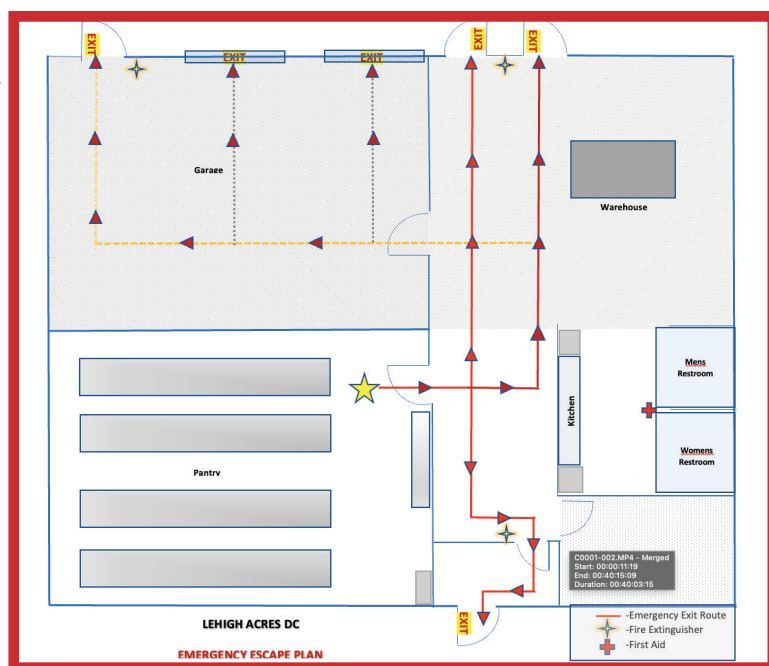 EXIT
EXIT
EXIT
EXIT
EXIT
Garage
Warehouse
Mens
Restroom
Kitchen
Womens
Restroom
Pantry
C0001-002.MP4 - Merged
Start: 00:00:11:19
End: 00:40:15:09
Duration: 00:40:03:15
EXIT
LEHIGH ACRES DC
EMERGENCY ESCAPE PLAN
-Emergency Exit Route
-Fire Extinguisher
-First Aid